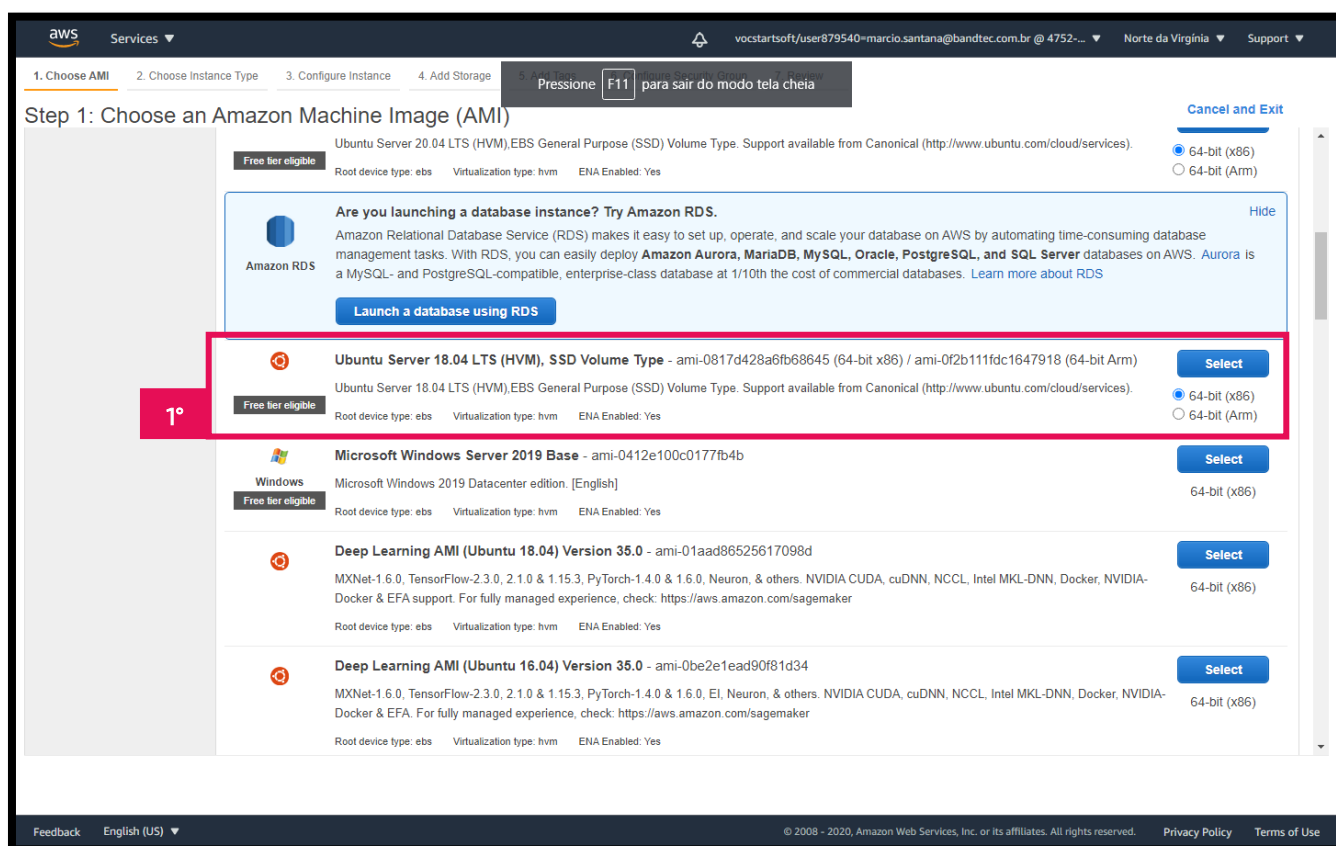 aws Services ▼ vocstartsoft/user879540=marcio.santana@bandtec.com.br @ 4752-... ▼ Norte da Virgínia ▼ Support ▼
1. Choose AMI 2. Choose Instance Type 3. Configure Instance 4. Add Storage 5. Add Tags 6. Configure Security Group 7. Review
Pressione F11 para sair do modo tela cheia
Step 1: Choose an Amazon Machine Image (AMI)
Cancel and Exit
Ubuntu Server 20.04 LTS (HVM),EBS General Purpose (SSD) Volume Type. Support available from Canonical (http://www.ubuntu.com/cloud/services).
Free tier eligible
Root device type: ebs Virtualization type: hvm ENA Enabled: Yes
64-bit (x86)
64-bit (Arm)
Are you launching a database instance? Try Amazon RDS.
Hide
Amazon RDS
Amazon Relational Database Service (RDS) makes it easy to set up, operate, and scale your database on AWS by automating time-consuming database
management tasks. With RDS, you can easily deploy Amazon Aurora, MariaDB, MySQL, Oracle, PostgreSQL, and SQL Server databases on AWS. Aurora is
a MySQL- and PostgreSQL-compatible, enterprise-class database at 1/10th the cost of commercial databases. Learn more about RDS
Launch a database using RDS
1°
Ubuntu Server 18.04 LTS (HVM), SSD Volume Type - ami-0817d428a6fb68645 (64-bit x86) / ami-0f2b111fdc1647918 (64-bit Arm)
Select
Ubuntu Server 18.04 LTS (HVM),EBS General Purpose (SSD) Volume Type. Support available from Canonical (http://www.ubuntu.com/cloud/services).
Free tier eligible
Root device type: ebs Virtualization type: hvm ENA Enabled: Yes
64-bit (x86)
64-bit (Arm)
Microsoft Windows Server 2019 Base - ami-0412e100c0177fb4b
Select
Windows
Free tier eligible
Microsoft Windows 2019 Datacenter edition. [English]
64-bit (x86)
Root device type: ebs Virtualization type: hvm ENA Enabled: Yes
Deep Learning AMI (Ubuntu 18.04) Version 35.0 - ami-01aad86525617098d
Select
MXNet-1.6.0, TensorFlow-2.3.0, 2.1.0 & 1.15.3, PyTorch-1.4.0 & 1.6.0, Neuron, & others. NVIDIA CUDA, cuDNN, NCCL, Intel MKL-DNN, Docker, NVIDIA-
Docker & EFA support. For fully managed experience, check: https://aws.amazon.com/sagemaker
64-bit (x86)
Root device type: ebs Virtualization type: hvm ENA Enabled: Yes
Deep Learning AMI (Ubuntu 16.04) Version 35.0 - ami-0be2e1ead90f81d34
Select
MXNet-1.6.0, TensorFlow-2.3.0, 2.1.0 & 1.15.3, PyTorch-1.4.0 & 1.6.0, EI, Neuron, & others. NVIDIA CUDA, cuDNN, NCCL, Intel MKL-DNN, Docker, NVIDIA-
Docker & EFA. For fully managed experience, check: https://aws.amazon.com/sagemaker
64-bit (x86)
Root device type: ebs Virtualization type: hvm ENA Enabled: Yes
Feedback English (US) ▼ © 2008 - 2020, Amazon Web Services, Inc. or its affiliates. All rights reserved. Privacy Policy Terms of Use